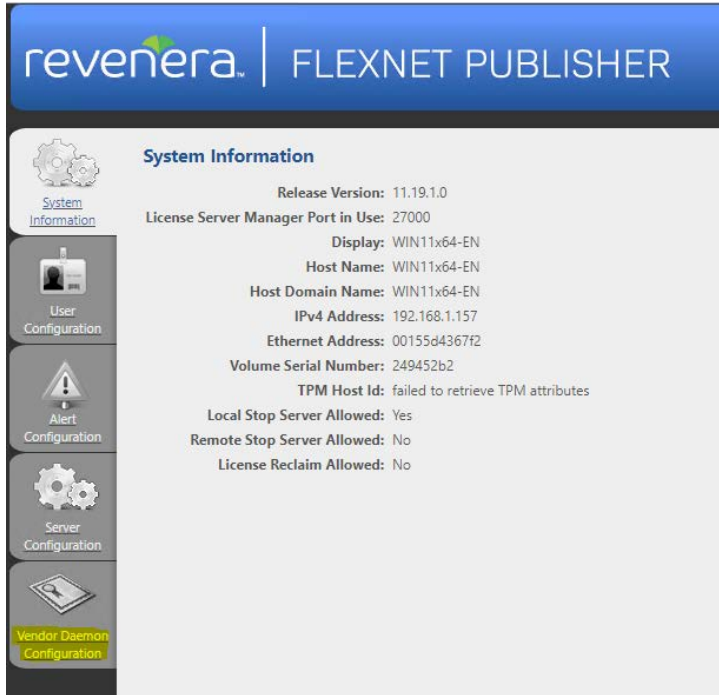 revenera™ | FLEXNET PUBLISHER
System
Information
User
Configuration
Alert
Configuration
Server
Configuration
Vendor Daemon
Configuration
System Information
Release Version: 11.19.1.0
License Server Manager Port in Use: 27000
Display: WIN11x64-EN
Host Name: WIN11x64-EN
Host Domain Name: WIN11x64-EN
IPv4 Address: 192.168.1.157
Ethernet Address: 00155d4367f2
Volume Serial Number: 249452b2
TPM Host Id: failed to retrieve TPM attributes
Local Stop Server Allowed: Yes
Remote Stop Server Allowed: No
License Reclaim Allowed: No